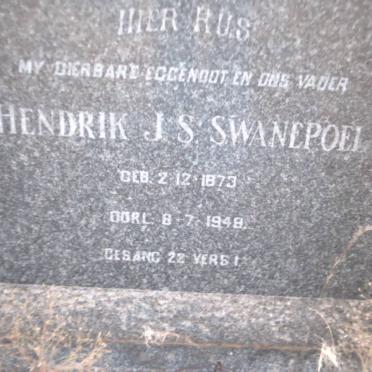 HIER RUS
MY DIERBARE EGGENOOT EN ONS VADER
HENDRIK J.S. SWANEPOEL
GEB. 2-12-1873
OORL. 8-7-1948.
GESANG 22 VERS 1